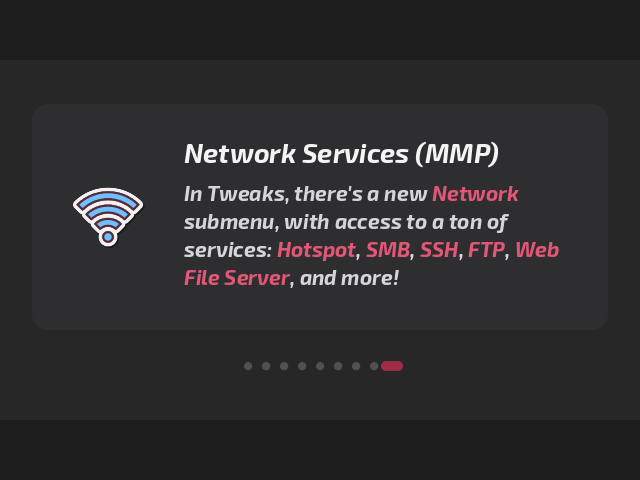 Network Services (MMP)
In Tweaks, there's a new Network
submenu, with access to a ton of
services: Hotspot, SMB, SSH, FTP, Web
File Server, and more!